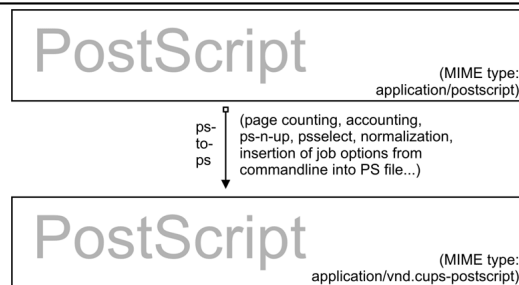 PostScript
(MIME type:
application/postscript)
ps-
to-
ps
(page counting, accounting,
ps-n-up, psselect, normalization,
insertion of job options from
commandline into PS file...)
PostScript
(MIME type:
application/vnd.cups-postscript)